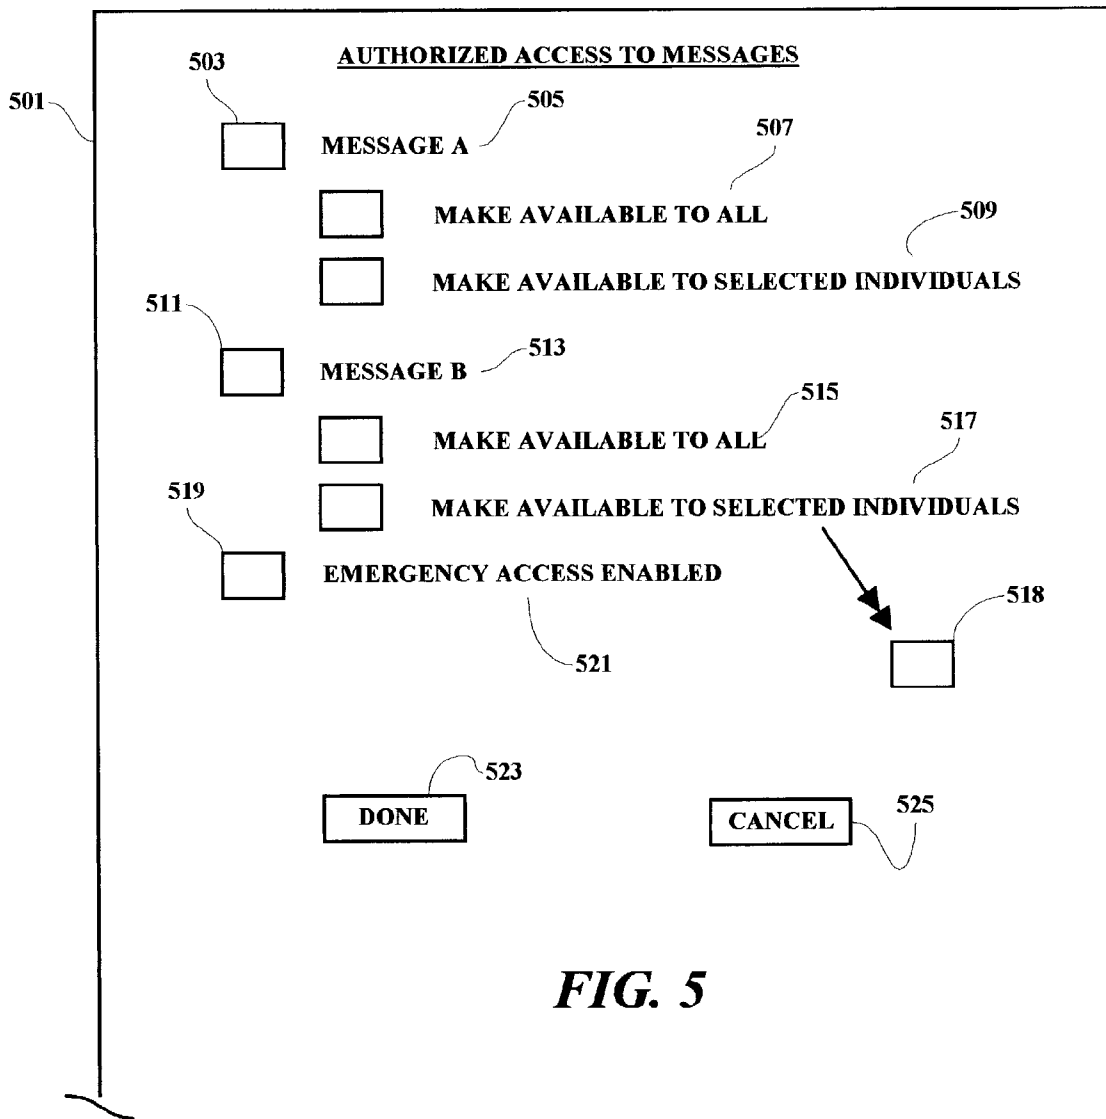 AUTHORIZED ACCESS TO MESSAGES
503
501
505
MESSAGE A
507
MAKE AVAILABLE TO ALL
509
MAKE AVAILABLE TO SELECTED INDIVIDUALS
511
513
MESSAGE B
515
MAKE AVAILABLE TO ALL
517
519
MAKE AVAILABLE TO SELECTED INDIVIDUALS
EMERGENCY ACCESS ENABLED
518
521
523
DONE
CANCEL
525
FIG. 5